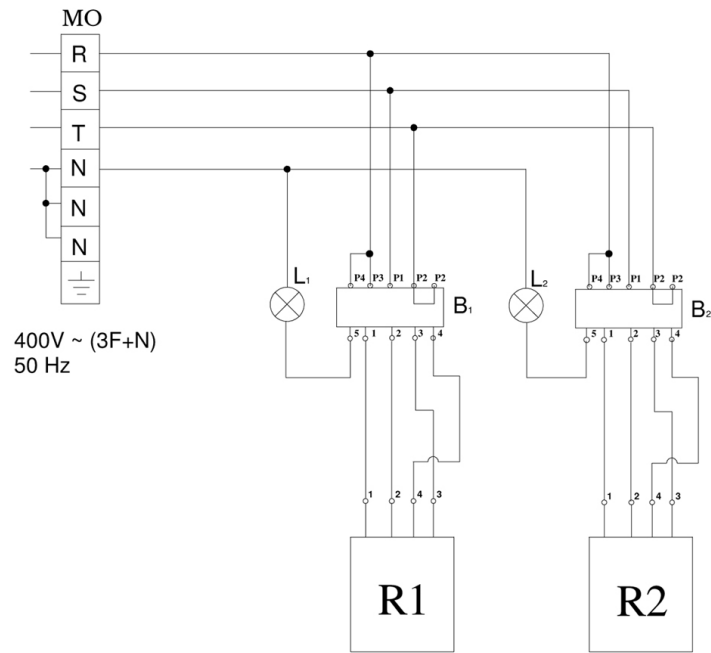 MO
R
S
T
N
N
N
400V ~ (3F+N)
50 Hz
L1
P4 P3 P1 P2 P2
B1
5 1 2 3 4
1 2 4 3
R1
L2
P4 P3 P1 P2 P2
B2
5 1 2 3 4
1 2 4 3
R2